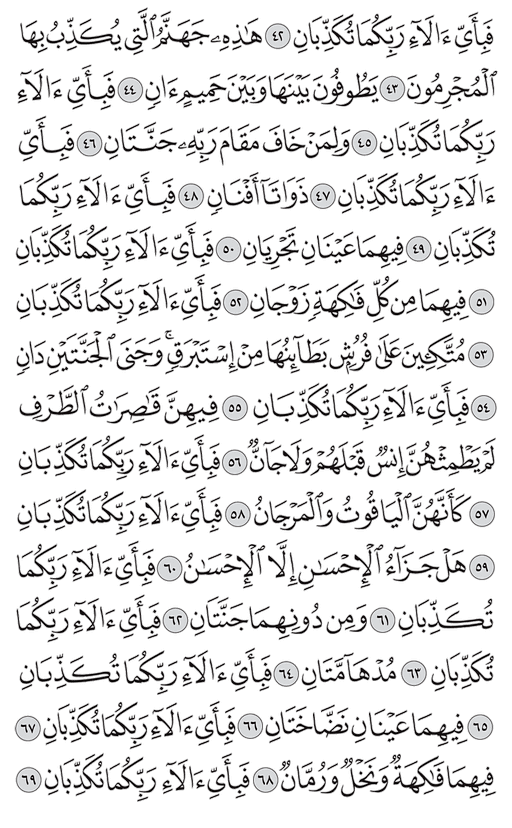 فَبِأَيِّ ءَالَآءِ رَبِّكُمَا تُكَذِّبَانِ ٤٢ هَٰذِهِۦ جَهَنَّمُ ٱلَّتِي يُكَذِّبُ بِهَا
ٱلْمُجْرِمُونَ ٤٣ يَطُوفُونَ بَيْنَهَا وَبَيْنَ حَمِيمٍ ءَانٍ ٤٤ فَبِأَيِّ ءَالَآءِ
رَبِّكُمَا تُكَذِّبَانِ ٤٥ وَلِمَنْ خَافَ مَقَامَ رَبِّهِۦ جَنَّتَانِ ٤٦ فَبِأَيِّ
ءَالَآءِ رَبِّكُمَا تُكَذِّبَانِ ٤٧ ذَوَاتَآ أَفْنَانٍ ٤٨ فَبِأَيِّ ءَالَآءِ رَبِّكُمَا
تُكَذِّبَانِ ٤٩ فِيهِمَا عَيْنَانِ تَجْرِيَانِ ٥٠ فَبِأَيِّ ءَالَآءِ رَبِّكُمَا تُكَذِّبَانِ
٥١ فِيهِمَا مِن كُلِّ فَٰكِهَةٍ زَوْجَانِ ٥٢ فَبِأَيِّ ءَالَآءِ رَبِّكُمَا تُكَذِّبَانِ
٥٣ مُتَّكِـِٔينَ عَلَىٰ فُرُشٍۭ بَطَآئِنُهَا مِنْ إِسْتَبْرَقٍۚ وَجَنَى ٱلْجَنَّتَيْنِ دَانٍ
٥٤ فَبِأَيِّ ءَالَآءِ رَبِّكُمَا تُكَذِّبَانِ ٥٥ فِيهِنَّ قَٰصِرَٰتُ ٱلطَّرْفِ
لَمْ يَطْمِثْهُنَّ إِنسٌ قَبْلَهُمْ وَلَا جَآنٌّ ٥٦ فَبِأَيِّ ءَالَآءِ رَبِّكُمَا تُكَذِّبَانِ
٥٧ كَأَنَّهُنَّ ٱلْيَاقُوتُ وَٱلْمَرْجَانُ ٥٨ فَبِأَيِّ ءَالَآءِ رَبِّكُمَا تُكَذِّبَانِ
٥٩ هَلْ جَزَآءُ ٱلْإِحْسَٰنِ إِلَّا ٱلْإِحْسَٰنُ ٦٠ فَبِأَيِّ ءَالَآءِ رَبِّكُمَا
تُكَذِّبَانِ ٦١ وَمِن دُونِهِمَا جَنَّتَانِ ٦٢ فَبِأَيِّ ءَالَآءِ رَبِّكُمَا
تُكَذِّبَانِ ٦٣ مُدْهَآمَّتَانِ ٦٤ فَبِأَيِّ ءَالَآءِ رَبِّكُمَا تُكَذِّبَانِ
٦٥ فِيهِمَا عَيْنَانِ نَضَّاخَتَانِ ٦٦ فَبِأَيِّ ءَالَآءِ رَبِّكُمَا تُكَذِّبَانِ ٦٧
فِيهِمَا فَٰكِهَةٌ وَنَخْلٌ وَرُمَّانٌ ٦٨ فَبِأَيِّ ءَالَآءِ رَبِّكُمَا تُكَذِّبَانِ ٦٩